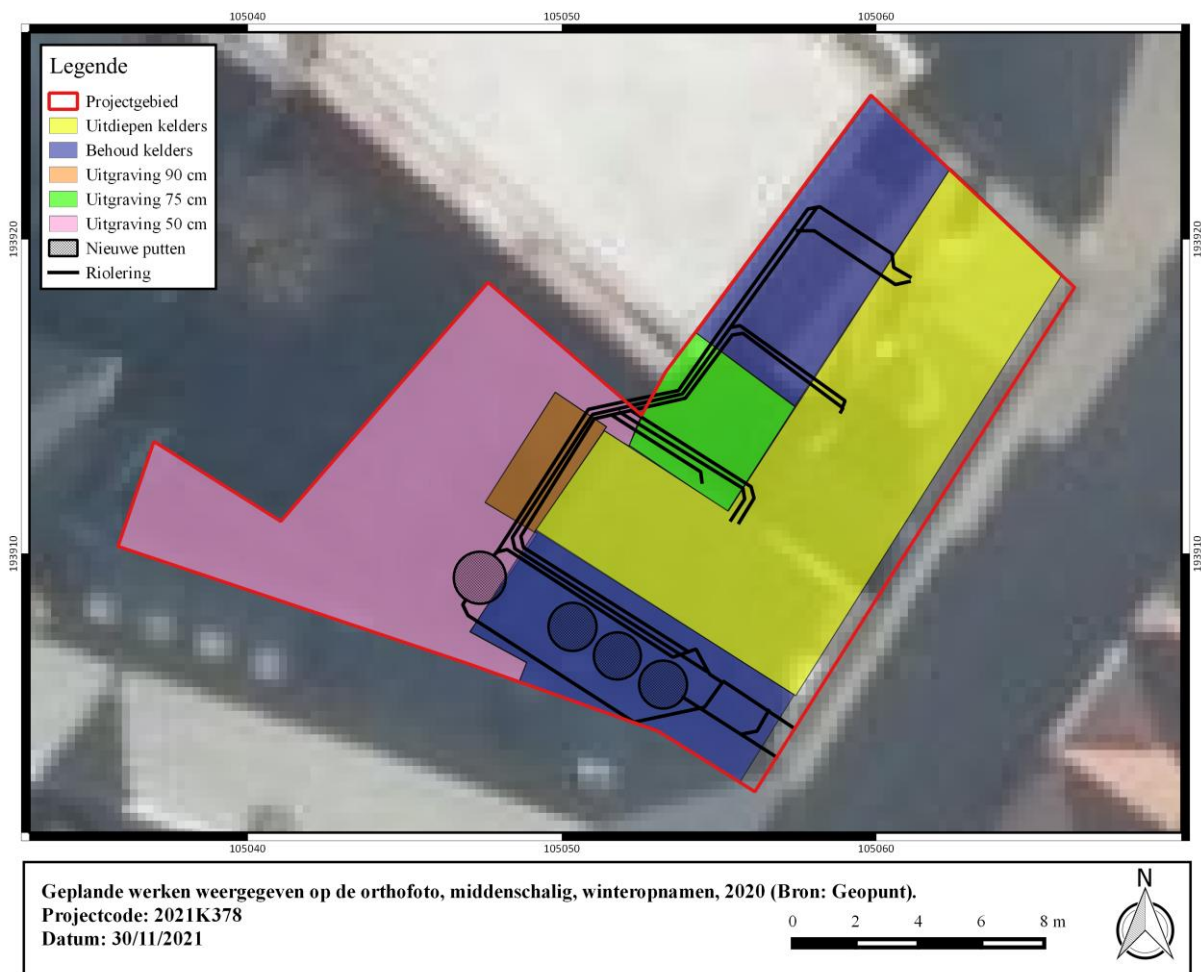 105040 105050 105060
Legende
Projectgebied
Uitdiepen kelders
Behoud kelders
Uitgraving 90 cm
Uitgraving 75 cm
Uitgraving 50 cm
Nieuwe putten
Riolering
193920 193920
193910 193910
105040 105050 105060
Geplande werken weergegeven op de orthofoto, middenschalig, winteropnamen, 2020 (Bron: Geopunt).
Projectcode: 2021K378
Datum: 30/11/2021
0 2 4 6 8 m
N